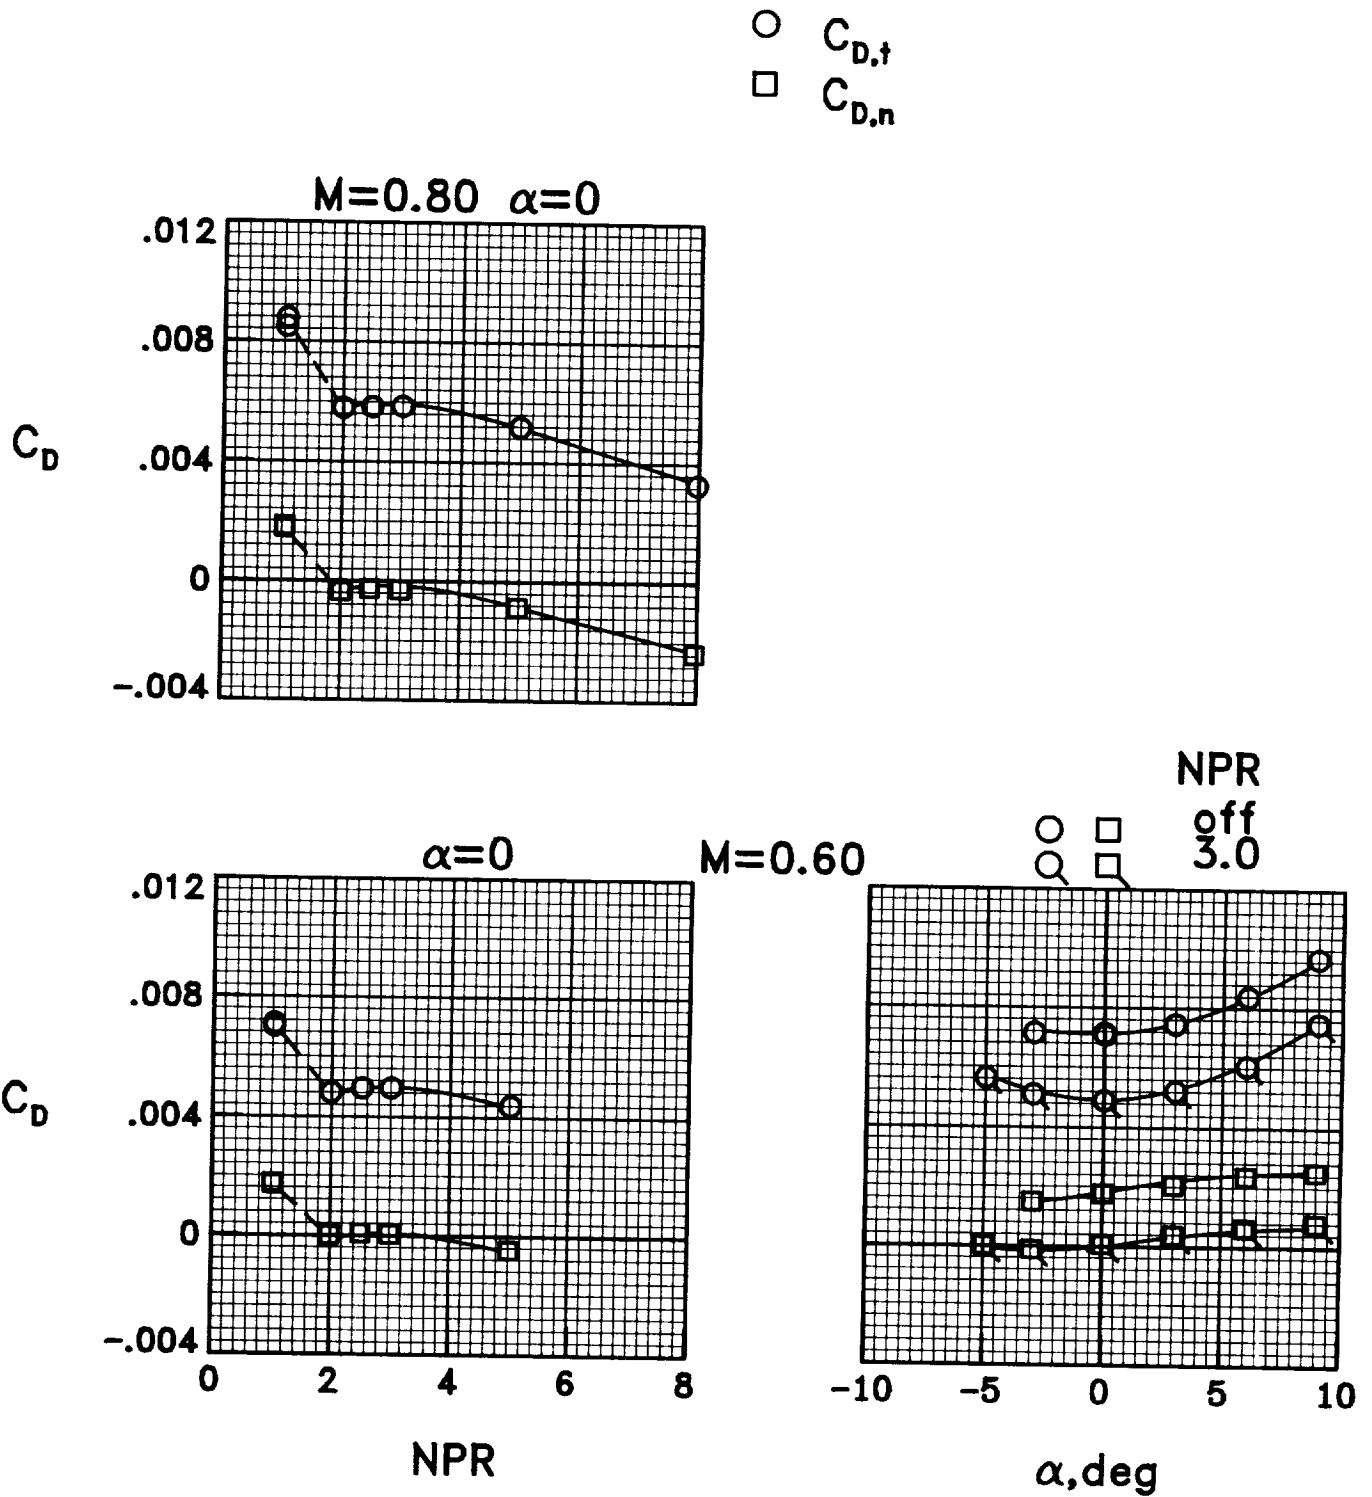 C_D,t
C_D,n
M=0.80 α=0
.012
.008
C_D
.004
0
-.004
NPR
off
3.0
α=0
M=0.60
.012
.008
C_D
.004
0
-.004
0 2 4 6 8
-10 -5 0 5 10
NPR
α,deg